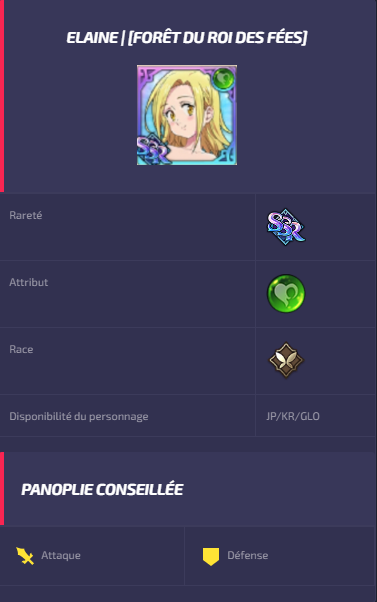 ELAINE | [FORÊT DU ROI DES FÉES]
SSR
Rareté
SSR
Attribut
Race
Disponibilité du personnage
JP/KR/GLO
PANOPLIE CONSEILLÉE
Attaque
Défense